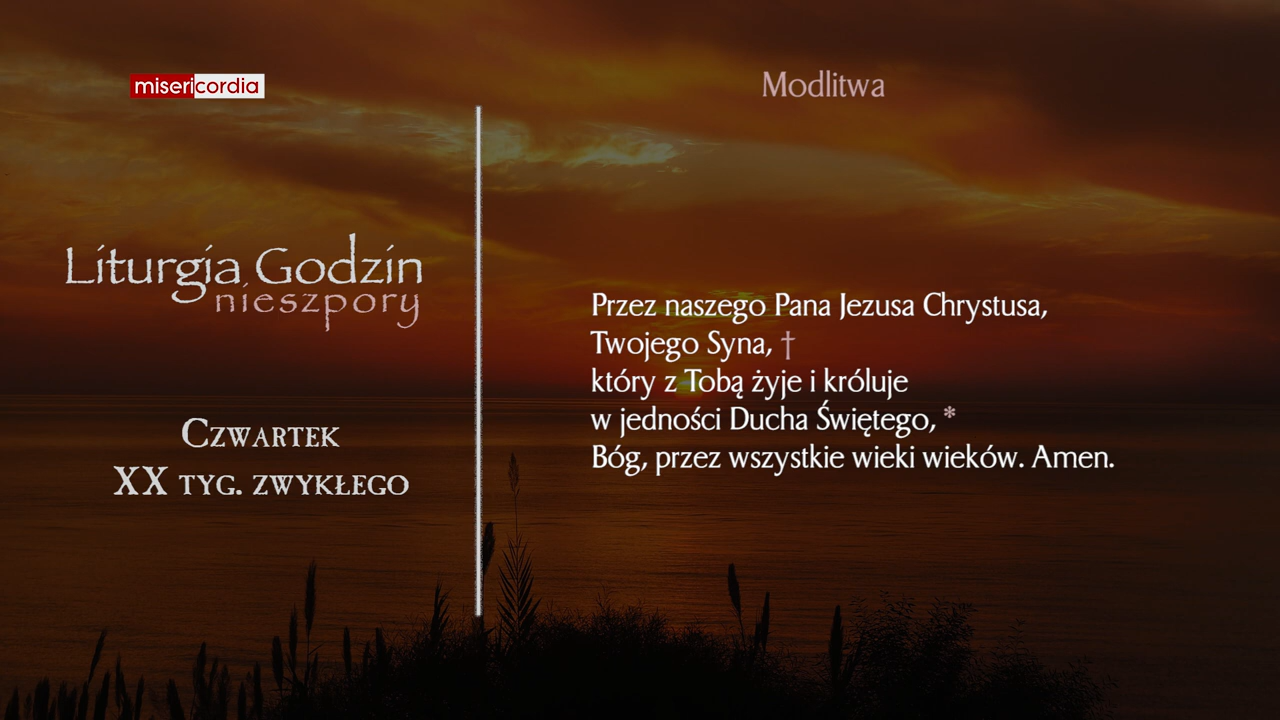 misericordia
Modlitwa
Liturgia Godzin
nieszpory
Czwartek
XX tyg. zwykłego
Przez naszego Pana Jezusa Chrystusa,
Twojego Syna, †
który z Tobą żyje i króluje
w jedności Ducha Świętego, *
Bóg, przez wszystkie wieki wieków. Amen.